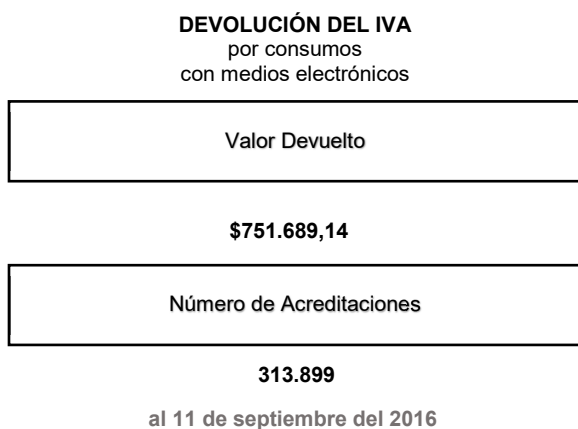 DEVOLUCIÓN DEL IVA
por consumos
con medios electrónicos
Valor Devuelto
$751.689,14
Número de Acreditaciones
313.899
al 11 de septiembre del 2016